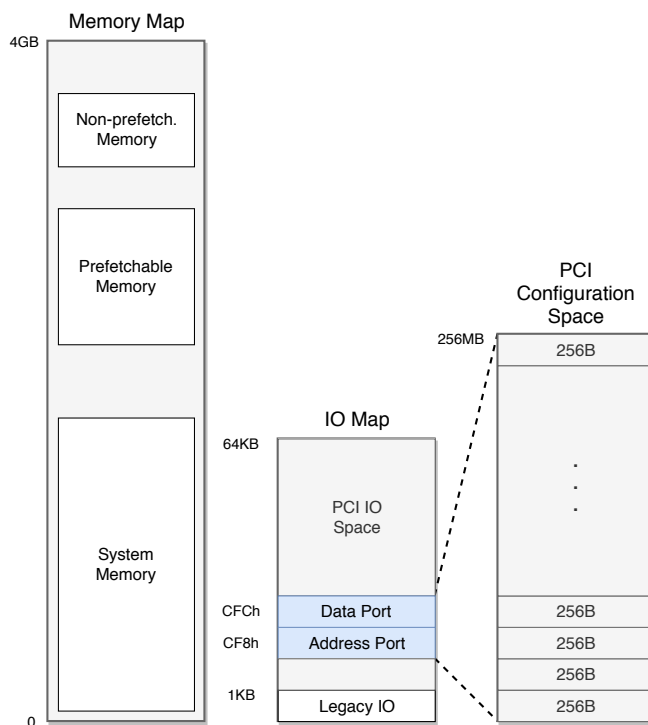 Memory Map
4GB
Non-prefetch.
Memory
Prefetchable
Memory
System
Memory
0
IO Map
64KB
PCI IO
Space
CFCh
Data Port
CF8h
Address Port
1KB
Legacy IO
PCI
Configuration
Space
256MB
256B
.
.
.
256B
256B
256B
256B